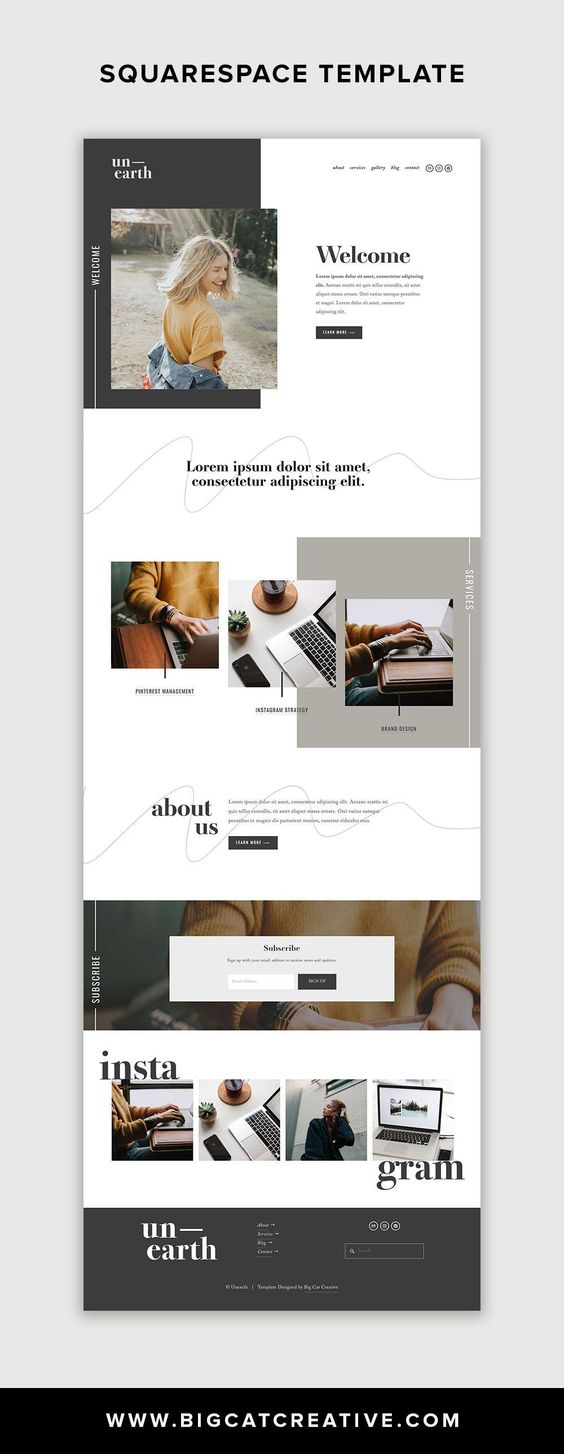 SQUARESPACE TEMPLATE
un—
earth
about services gallery blog contact
WELCOME
Welcome
Lorem ipsum dolor sit amet, consectetur adipiscing
elit. Aenean mattis mi quis tellus convallis, sit amet
aliquet massa ornare. Orci varius natoque penatibus
et magni. Lorem ipsum dolor sit amet, consectetur
adipiscing elit.
LEARN MORE ⟶
Lorem ipsum dolor sit amet,
consectetur adipiscing elit.
SERVICES
PINTEREST MANAGEMENT
INSTAGRAM STRATEGY
BRAND DESIGN
about
us
Lorem ipsum dolor sit amet, consectetur adipiscing elit. Aenean mattis mi
quis tellus convallis, sit amet aliquet massa ornare. Orci varius natoque
penatibus et magnis dis parturient montes, nascetur ridiculus mus.
LEARN MORE ⟶
SUBSCRIBE
Subscribe
Sign up with your email address to receive news and updates.
Email Address
SIGN UP
insta
gram
un—
earth
About →
Services →
Blog →
Contact →
Search
© Unearth | Template Designed by Big Cat Creative
WWW.BIGCATCREATIVE.COM